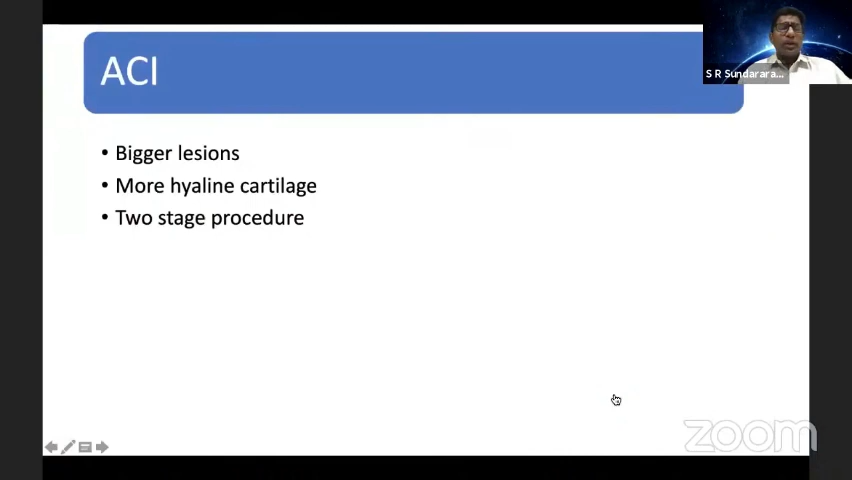 ACI
S R Sundarara...
• Bigger lesions
• More hyaline cartilage
• Two stage procedure
zoom